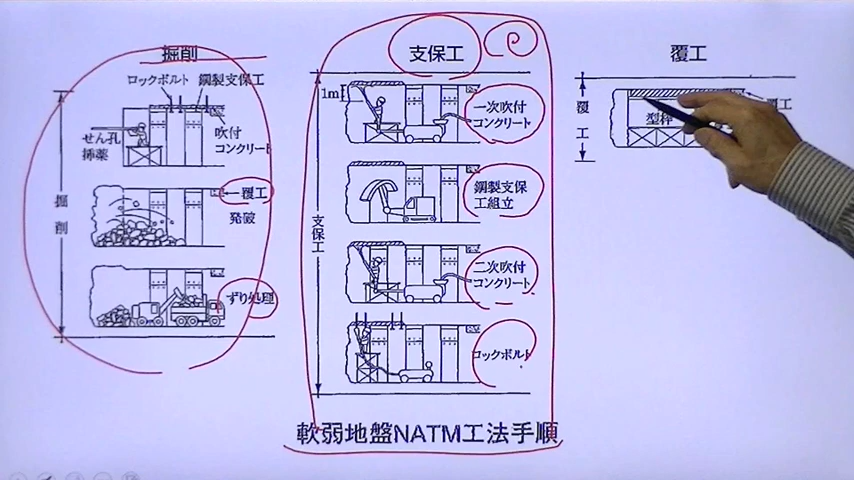 掘削
ロックボルト
鋼製支保工
吹付
コンクリート
せん孔
挿薬
掘削
一覆工
発破
ずり処理
支保工
1m
一次吹付
コンクリート
鋼製支保
工組立
支保工
二次吹付
コンクリート
ロックボルト
覆工
覆工
型枠
覆工
軟弱地盤NATM工法手順